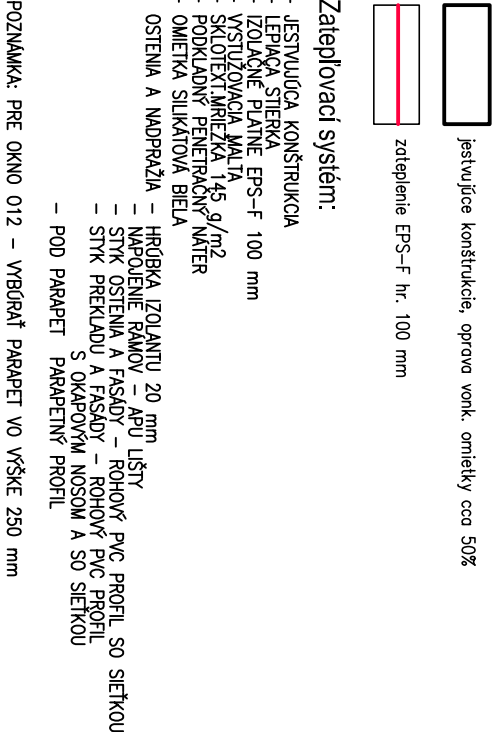 jestvujúce konštrukcie, oprava vonk. omietky cca 50%
zateplenie EPS-F hr. 100 mm
Zatepľovací systém:
- JESTVUJÚCA KONŠTRUKCIA
- LEPIACA STIERKA
- IZOLAČNÉ PLATNE EPS-F 100 mm
- VYSTUŽOVACIA MALTA
- SKLOTEXT.MRIEŽKA 145 g/m2
- PODKLADNÝ PENETRAČNÝ NÁTER
- OMIETKA SILIKÁTOVÁ BIELA
OSTENIA A NADPRAŽIA - HRÚBKA IZOLANTU 20 mm
- NAPOJENIE RÁMOV - APU LIŠTY
- STYK OSTENIA A FASÁDY - ROHOVÝ PVC PROFIL SO SIEŤKOU
- STYK PREKLADU A FASÁDY - ROHOVÝ PVC PROFIL
S OKAPOVÝM NOSOM A SO SIEŤKOU
- POD PARAPET PARAPETNÝ PROFIL
POZNÁMKA: PRE OKNO 012 - VYBÚRAŤ PARAPET VO VÝŠKE 250 mm